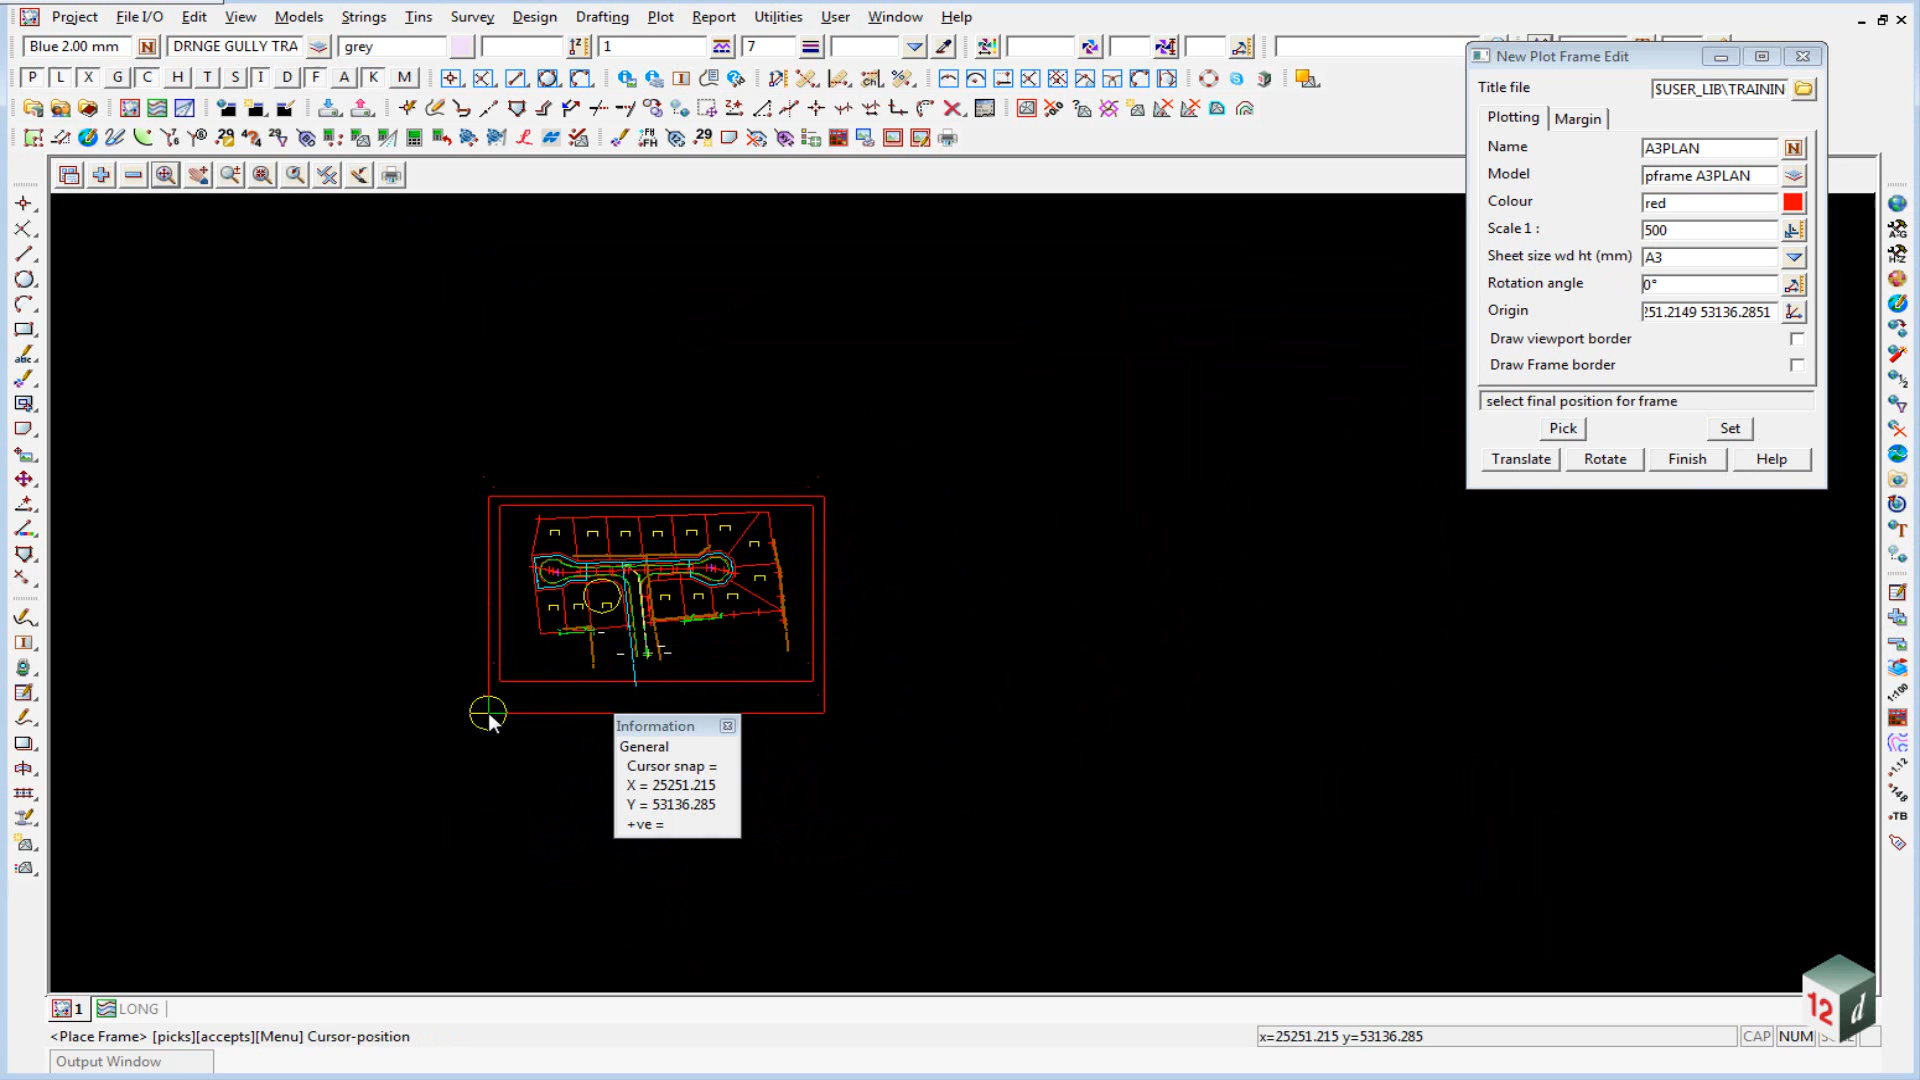 Project File I/O Edit View Models Strings Tins Survey Design Drafting Plot Report Utilities User Window Help
Blue 2.00 mm N DRNGE GULLY TRA grey 1 7
P L X G C H T S I D F A K M
New Plot Frame Edit
Title file $USER_LIB\TRAININ
Plotting Margin
Name A3PLAN N
Model pframe A3PLAN
Colour red
Scale 1 : 500
Sheet size wd ht (mm) A3
Rotation angle 0°
Origin 251.2149 53136.2851
Draw viewport border
Draw Frame border
select final position for frame
Pick Set
Translate Rotate Finish Help
Information
General
Cursor snap =
X = 25251.215
Y = 53136.285
+ve =
12 d
1 LONG
<Place Frame> [picks][accepts][Menu] Cursor-position x=25251.215 y=53136.285 CAP NUM
Output Window